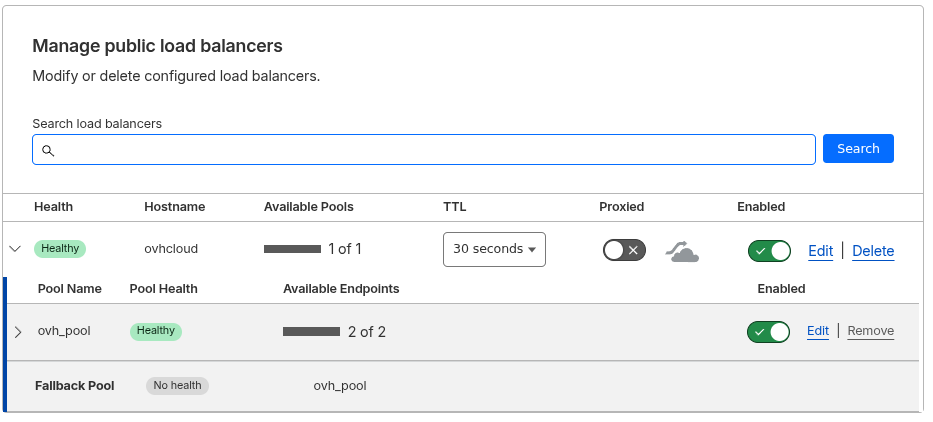 Manage public load balancers
Modify or delete configured load balancers.
Search load balancers
Search
Health Hostname Available Pools TTL Proxied Enabled
Healthy ovhcloud 1 of 1 30 seconds Edit | Delete
Pool Name Pool Health Available Endpoints Enabled
ovh_pool Healthy 2 of 2 Edit | Remove
Fallback Pool No health ovh_pool